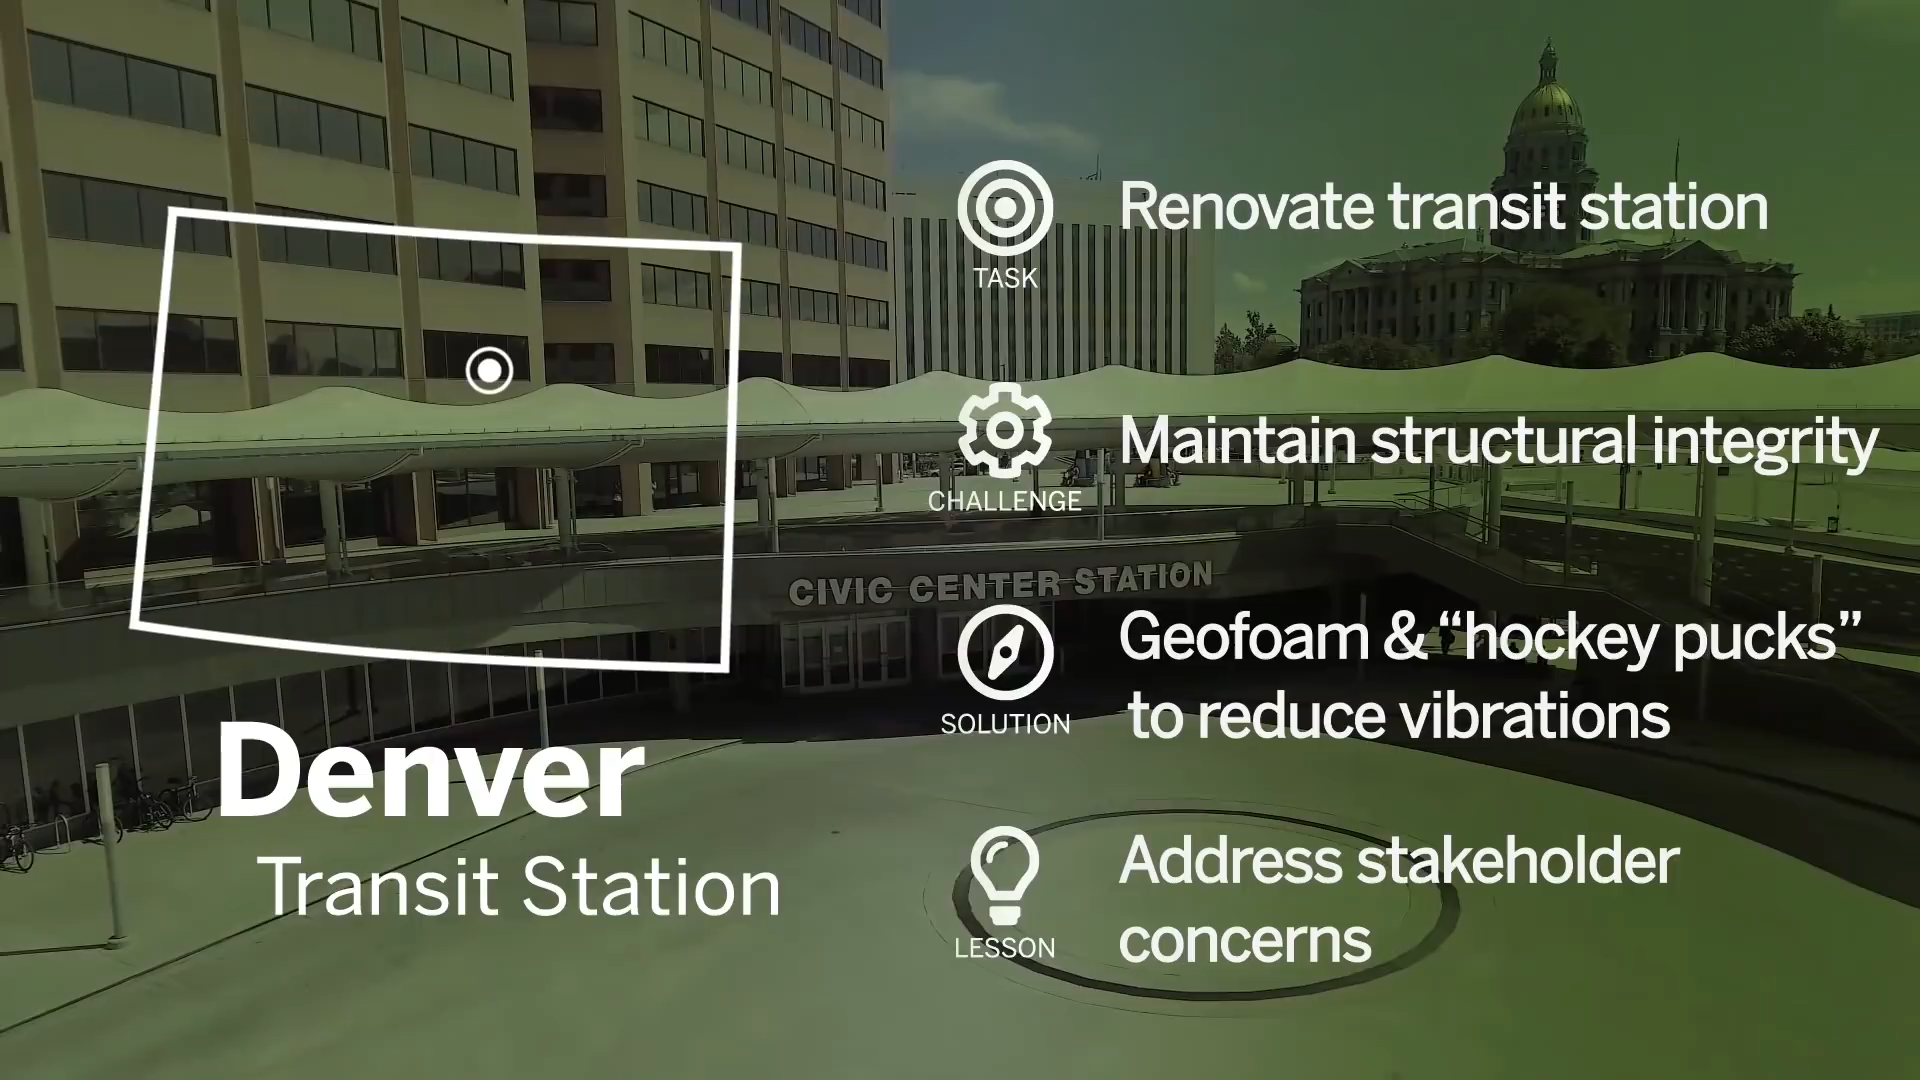 Denver
Transit Station
Renovate transit station
TASK
Maintain structural integrity
CHALLENGE
CIVIC CENTER STATION
Geofoam & “hockey pucks”
to reduce vibrations
SOLUTION
Address stakeholder
concerns
LESSON